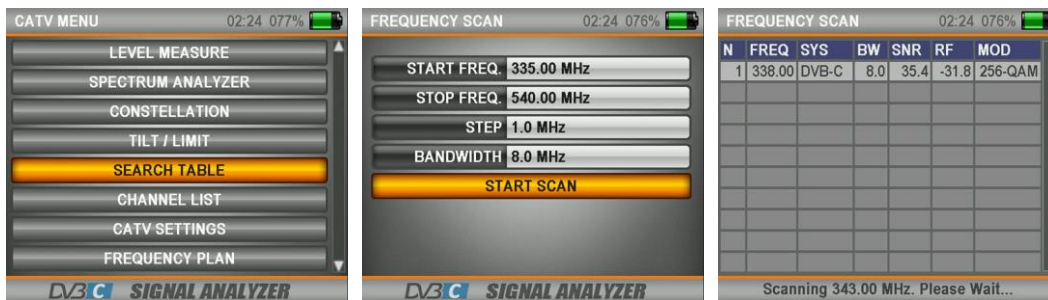 CATV MENU 02:24 077%
LEVEL MEASURE
SPECTRUM ANALYZER
CONSTELLATION
TILT / LIMIT
SEARCH TABLE
CHANNEL LIST
CATV SETTINGS
FREQUENCY PLAN
DVB C SIGNAL ANALYZER
FREQUENCY SCAN 02:24 076%
START FREQ. 335.00 MHz
STOP FREQ. 540.00 MHz
STEP 1.0 MHz
BANDWIDTH 8.0 MHz
START SCAN
DVB C SIGNAL ANALYZER
FREQUENCY SCAN 02:24 076%
N FREQ SYS BW SNR RF MOD
1 338.00 DVB-C 8.0 35.4 -31.8 256-QAM
Scanning 343.00 MHz. Please Wait...